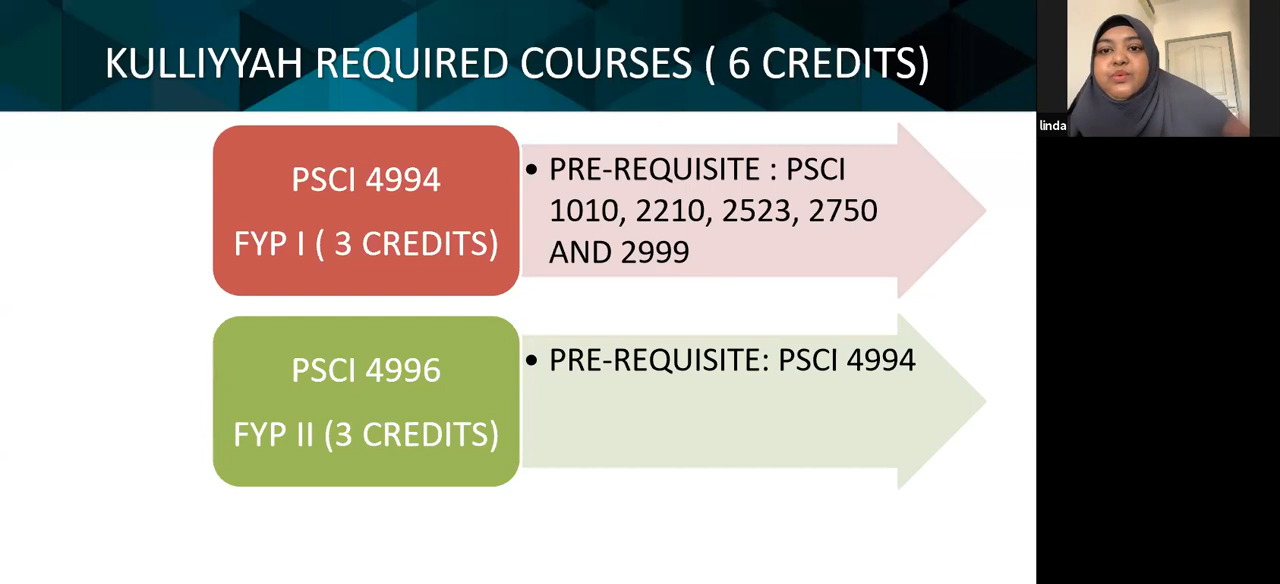 KULLIYYAH REQUIRED COURSES ( 6 CREDITS)
PSCI 4994
FYP I ( 3 CREDITS)
• PRE-REQUISITE : PSCI
1010, 2210, 2523, 2750
AND 2999
PSCI 4996
FYP II (3 CREDITS)
• PRE-REQUISITE: PSCI 4994
linda